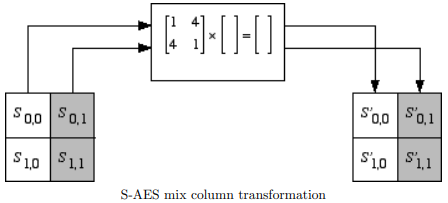 [1 4
4 1] × [ ] = [ ]
S0,0 S0,1 S'0,0 S'0,1
S1,0 S1,1 S'1,0 S'1,1
S-AES mix column transformation